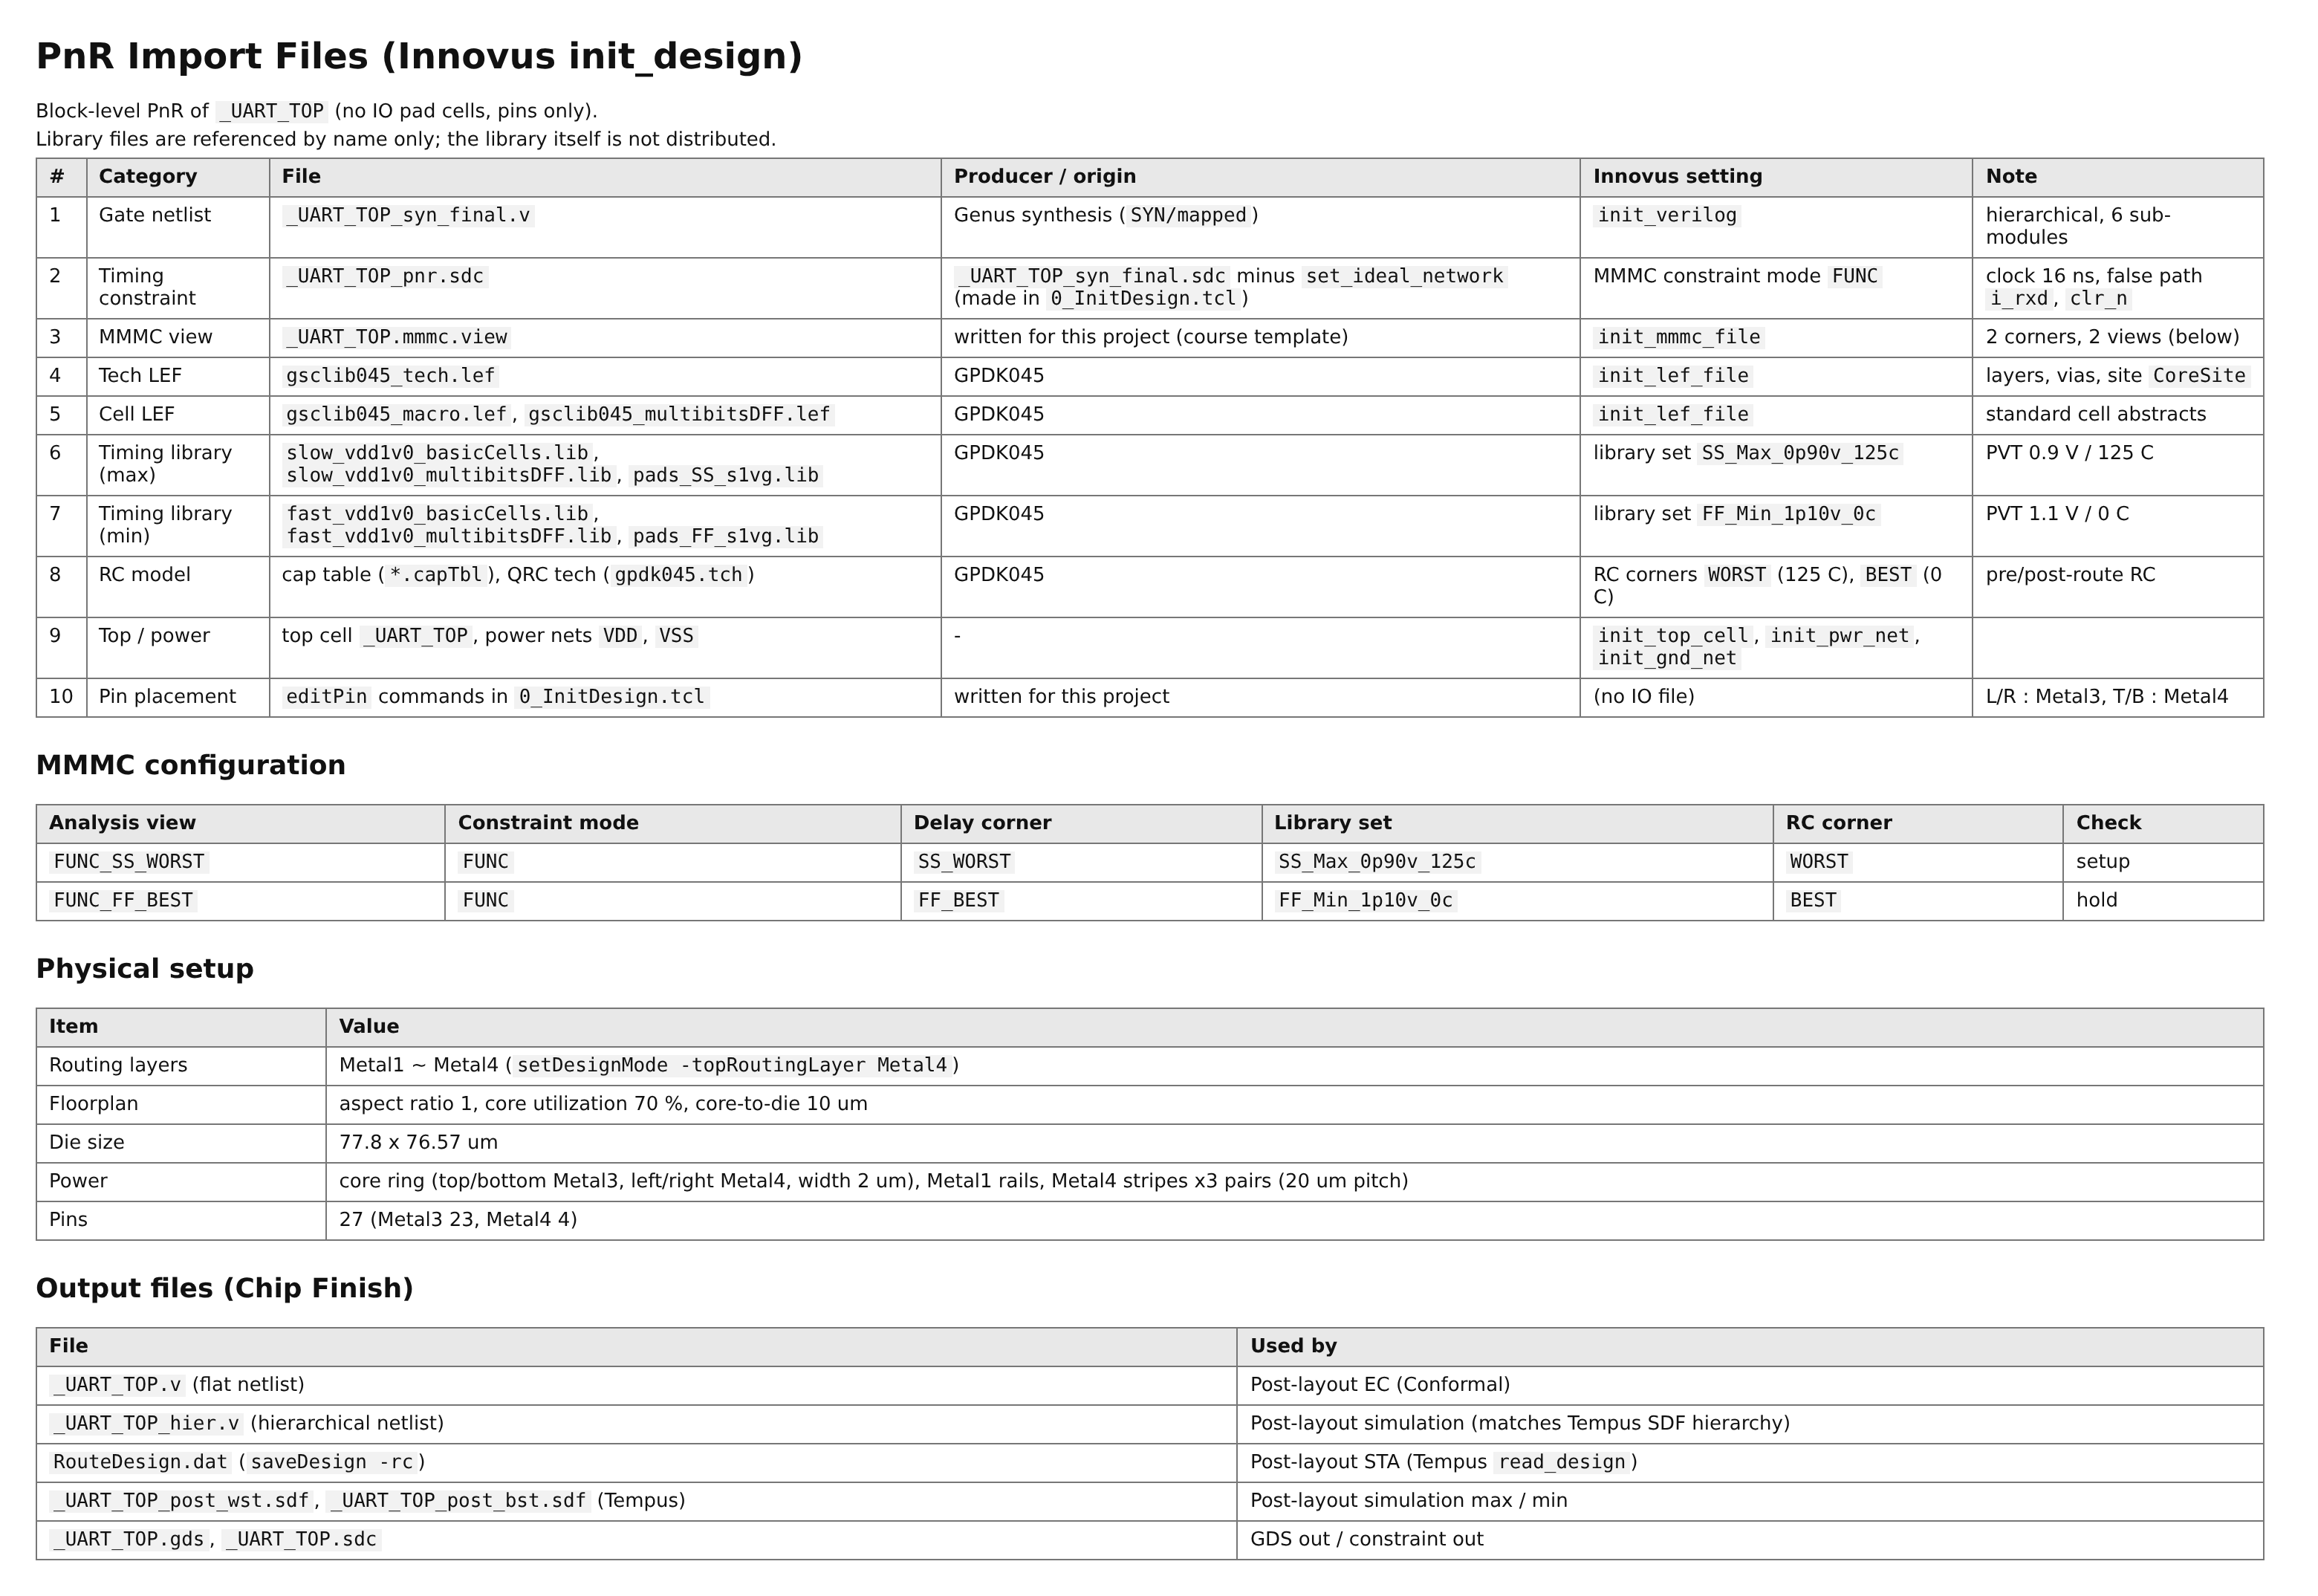 PnR Import Files (Innovus init_design)
Block-level PnR of _UART_TOP (no IO pad cells, pins only).
Library files are referenced by name only; the library itself is not distributed.
# Category File Producer / origin Innovus setting Note
1 Gate netlist _UART_TOP_syn_final.v Genus synthesis (SYN/mapped) init_verilog hierarchical, 6 sub-
modules
2 Timing _UART_TOP_pnr.sdc _UART_TOP_syn_final.sdc minus set_ideal_network MMMC constraint mode FUNC clock 16 ns, false path
constraint (made in 0_InitDesign.tcl) i_rxd, clr_n
3 MMMC view _UART_TOP.mmmc.view written for this project (course template) init_mmmc_file 2 corners, 2 views (below)
4 Tech LEF gsclib045_tech.lef GPDK045 init_lef_file layers, vias, site CoreSite
5 Cell LEF gsclib045_macro.lef, gsclib045_multibitsDFF.lef GPDK045 init_lef_file standard cell abstracts
6 Timing library slow_vdd1v0_basicCells.lib, GPDK045 library set SS_Max_0p90v_125c PVT 0.9 V / 125 C
(max) slow_vdd1v0_multibitsDFF.lib, pads_SS_s1vg.lib
7 Timing library fast_vdd1v0_basicCells.lib, GPDK045 library set FF_Min_1p10v_0c PVT 1.1 V / 0 C
(min) fast_vdd1v0_multibitsDFF.lib, pads_FF_s1vg.lib
8 RC model cap table (*.capTbl), QRC tech (gpdk045.tch) GPDK045 RC corners WORST (125 C), BEST (0 pre/post-route RC
C)
9 Top / power top cell _UART_TOP, power nets VDD, VSS - init_top_cell, init_pwr_net,
init_gnd_net
10 Pin placement editPin commands in 0_InitDesign.tcl written for this project (no IO file) L/R : Metal3, T/B : Metal4
MMMC configuration
Analysis view Constraint mode Delay corner Library set RC corner Check
FUNC_SS_WORST FUNC SS_WORST SS_Max_0p90v_125c WORST setup
FUNC_FF_BEST FUNC FF_BEST FF_Min_1p10v_0c BEST hold
Physical setup
Item Value
Routing layers Metal1 ~ Metal4 (setDesignMode -topRoutingLayer Metal4)
Floorplan aspect ratio 1, core utilization 70 %, core-to-die 10 um
Die size 77.8 x 76.57 um
Power core ring (top/bottom Metal3, left/right Metal4, width 2 um), Metal1 rails, Metal4 stripes x3 pairs (20 um pitch)
Pins 27 (Metal3 23, Metal4 4)
Output files (Chip Finish)
File Used by
_UART_TOP.v (flat netlist) Post-layout EC (Conformal)
_UART_TOP_hier.v (hierarchical netlist) Post-layout simulation (matches Tempus SDF hierarchy)
RouteDesign.dat (saveDesign -rc) Post-layout STA (Tempus read_design)
_UART_TOP_post_wst.sdf, _UART_TOP_post_bst.sdf (Tempus) Post-layout simulation max / min
_UART_TOP.gds, _UART_TOP.sdc GDS out / constraint out